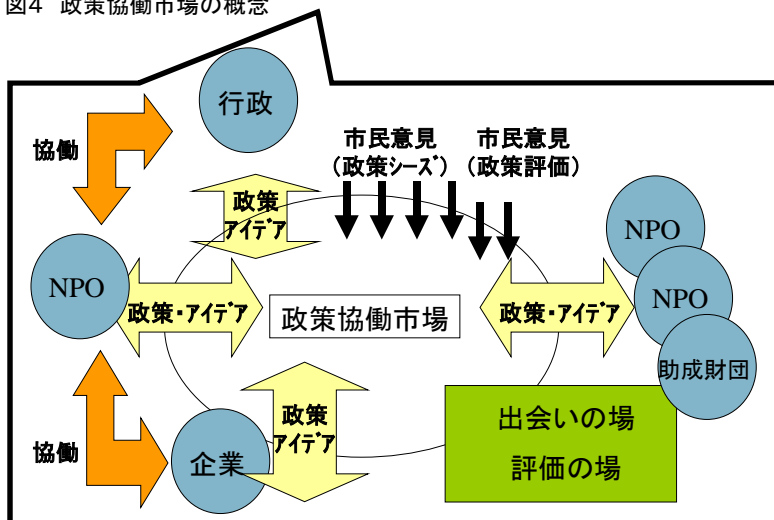 図4 政策協働市場の概念
行政
協働
市民意見
(政策シーズ)
市民意見
(政策評価)
政策
アイデア
NPO
NPO
政策・アイデア
政策協働市場
政策・アイデア
NPO
助成財団
政策
アイデア
出会いの場
評価の場
協働
企業